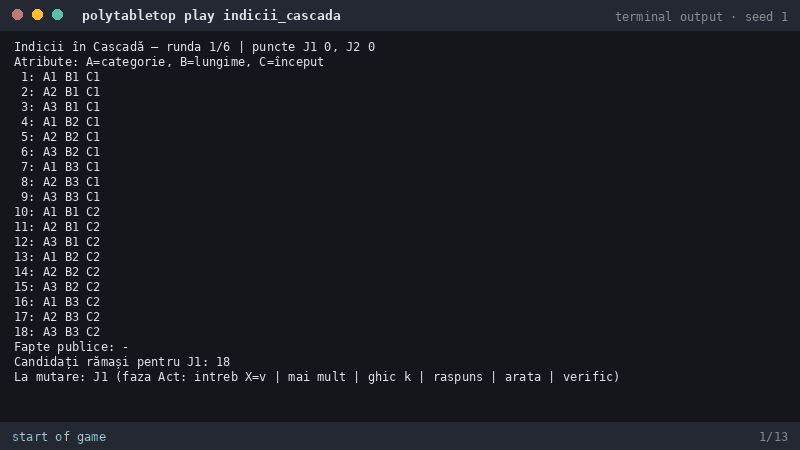 polytabletop play indicii_cascada
terminal output · seed 1
Indicii în Cascadă — runda 1/6 | puncte J1 0, J2 0
Atribute: A=categorie, B=lungime, C=început
1: A1 B1 C1
2: A2 B1 C1
3: A3 B1 C1
4: A1 B2 C1
5: A2 B2 C1
6: A3 B2 C1
7: A1 B3 C1
8: A2 B3 C1
9: A3 B3 C1
10: A1 B1 C2
11: A2 B1 C2
12: A3 B1 C2
13: A1 B2 C2
14: A2 B2 C2
15: A3 B2 C2
16: A1 B3 C2
17: A2 B3 C2
18: A3 B3 C2
Fapte publice: -
Candidați rămași pentru J1: 18
La mutare: J1 (faza Act: intreb X=v | mai mult | ghic k | raspuns | arata | verific)
start of game
1/13